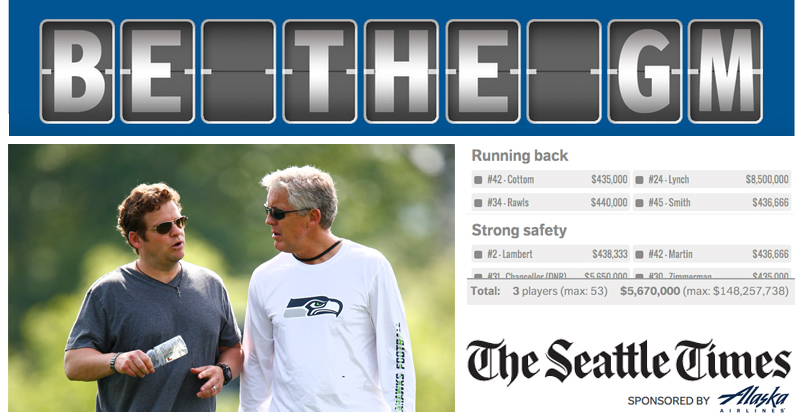 BE THE GM
Running back
#42 - Cottom $435,000 #24 - Lynch $8,500,000
#34 - Rawls $440,000 #45 - Smith $436,666
Strong safety
#2 - Lambert $438,333 #42 - Martin $436,666
#31 - Chancellor (DNR) $5,650,000 #30 - Zimmerman $435,000
Total: 3 players (max: 53) $5,670,000 (max: $148,257,738)
The Seattle Times
SPONSORED BY Alaska
AIRLINES